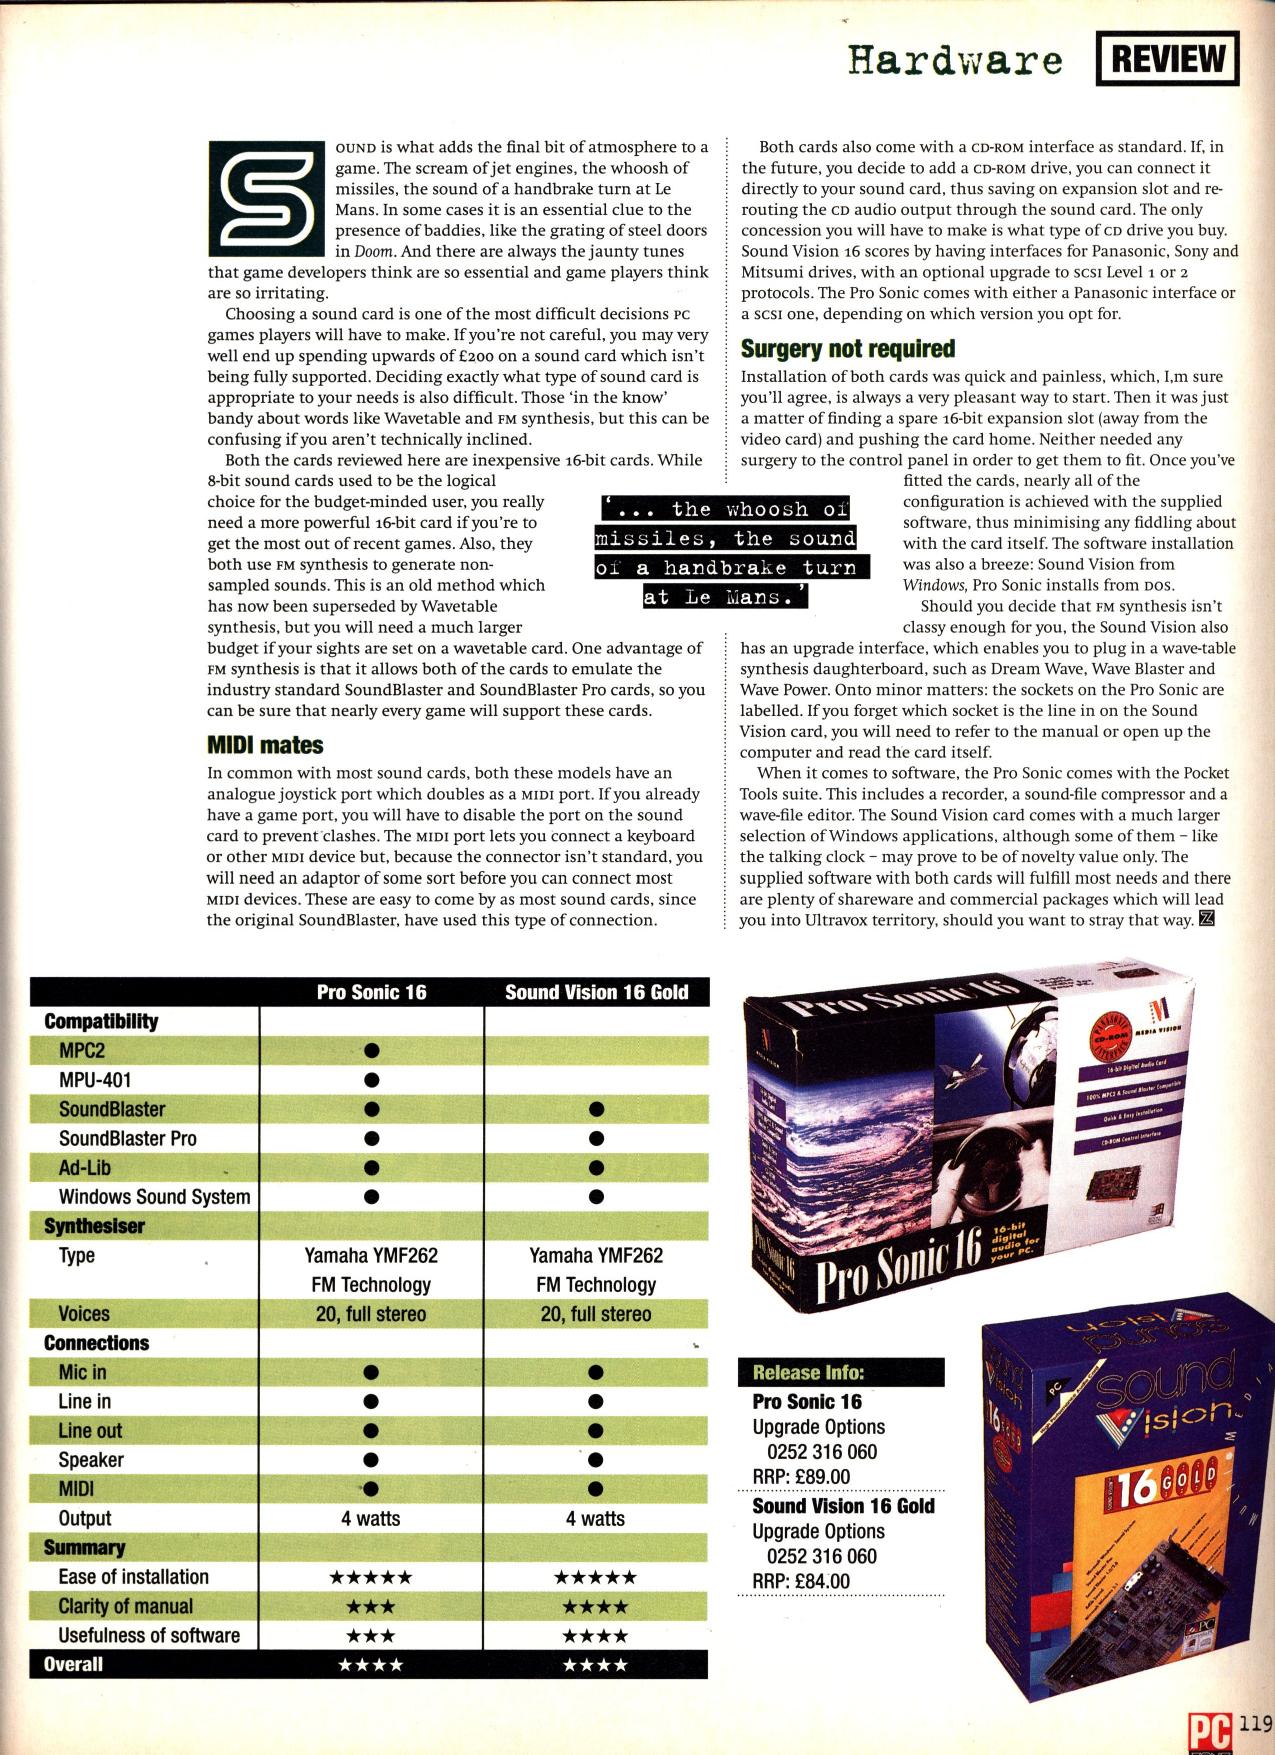 Hardware REVIEW
SOUND is what adds the final bit of atmosphere to a
game. The scream of jet engines, the whoosh of
missiles, the sound of a handbrake turn at Le
Mans. In some cases it is an essential clue to the
presence of baddies, like the grating of steel doors
in Doom. And there are always the jaunty tunes
that game developers think are so essential and game players think
are so irritating.
Choosing a sound card is one of the most difficult decisions PC
games players will have to make. If you're not careful, you may very
well end up spending upwards of £200 on a sound card which isn't
being fully supported. Deciding exactly what type of sound card is
appropriate to your needs is also difficult. Those 'in the know'
bandy about words like Wavetable and FM synthesis, but this can be
confusing if you aren't technically inclined.
Both the cards reviewed here are inexpensive 16-bit cards. While
8-bit sound cards used to be the logical
choice for the budget-minded user, you really
need a more powerful 16-bit card if you're to
get the most out of recent games. Also, they
both use FM synthesis to generate non-
sampled sounds. This is an old method which
has now been superseded by Wavetable
synthesis, but you will need a much larger
budget if your sights are set on a wavetable card. One advantage of
FM synthesis is that it allows both of the cards to emulate the
industry standard SoundBlaster and SoundBlaster Pro cards, so you
can be sure that nearly every game will support these cards.
MIDI mates
In common with most sound cards, both these models have an
analogue joystick port which doubles as a MIDI port. If you already
have a game port, you will have to disable the port on the sound
card to prevent clashes. The MIDI port lets you connect a keyboard
or other MIDI device but, because the connector isn't standard, you
will need an adaptor of some sort before you can connect most
MIDI devices. These are easy to come by as most sound cards, since
the original SoundBlaster, have used this type of connection.
'... the whoosh of
missiles, the sound
of a handbrake turn
at Le Mans.'
Both cards also come with a CD-ROM interface as standard. If, in
the future, you decide to add a CD-ROM drive, you can connect it
directly to your sound card, thus saving on expansion slot and re-
routing the CD audio output through the sound card. The only
concession you will have to make is what type of CD drive you buy.
Sound Vision 16 scores by having interfaces for Panasonic, Sony and
Mitsumi drives, with an optional upgrade to SCSI Level 1 or 2
protocols. The Pro Sonic comes with either a Panasonic interface or
a SCSI one, depending on which version you opt for.
Surgery not required
Installation of both cards was quick and painless, which, I,m sure
you'll agree, is always a very pleasant way to start. Then it was just
a matter of finding a spare 16-bit expansion slot (away from the
video card) and pushing the card home. Neither needed any
surgery to the control panel in order to get them to fit. Once you've
fitted the cards, nearly all of the
configuration is achieved with the supplied
software, thus minimising any fiddling about
with the card itself. The software installation
was also a breeze: Sound Vision from
Windows, Pro Sonic installs from DOS.
Should you decide that FM synthesis isn't
classy enough for you, the Sound Vision also
has an upgrade interface, which enables you to plug in a wave-table
synthesis daughterboard, such as Dream Wave, Wave Blaster and
Wave Power. Onto minor matters: the sockets on the Pro Sonic are
labelled. If you forget which socket is the line in on the Sound
Vision card, you will need to refer to the manual or open up the
computer and read the card itself.
When it comes to software, the Pro Sonic comes with the Pocket
Tools suite. This includes a recorder, a sound-file compressor and a
wave-file editor. The Sound Vision card comes with a much larger
selection of Windows applications, although some of them – like
the talking clock – may prove to be of novelty value only. The
supplied software with both cards will fulfill most needs and there
are plenty of shareware and commercial packages which will lead
you into Ultravox territory, should you want to stray that way. Z
Pro Sonic 16 Sound Vision 16 Gold
Compatibility
MPC2 ●
MPU-401 ●
SoundBlaster ● ●
SoundBlaster Pro ● ●
Ad-Lib ● ●
Windows Sound System ● ●
Synthesiser
Type Yamaha YMF262 Yamaha YMF262
FM Technology FM Technology
Voices 20, full stereo 20, full stereo
Connections
Mic in ● ●
Line in ● ●
Line out ● ●
Speaker ● ●
MIDI ● ●
Output 4 watts 4 watts
Summary
Ease of installation ★★★★★ ★★★★★
Clarity of manual ★★★ ★★★★
Usefulness of software ★★★ ★★★★
Overall ★★★★ ★★★★
Pro Sonic 16
MEDIA VISION
PANASONIC
CD-ROM
INTERFACE
MEDIA VISION
16-bit Digital Audio Card
100% MPC2 & Sound Blaster Compatible
Quick & Easy Installation
CD-ROM Control Interface
Pro Sonic 16
Pro Sonic 16
16-bit
digital
audio for
your PC.
Release Info:
Pro Sonic 16
Upgrade Options
0252 316 060
RRP: £89.00
Sound Vision 16 Gold
Upgrade Options
0252 316 060
RRP: £84.00
Sound Vision
Sound Vision
16 GOLD
PC
Sound
Vision
16 GOLD
PC
PC
119